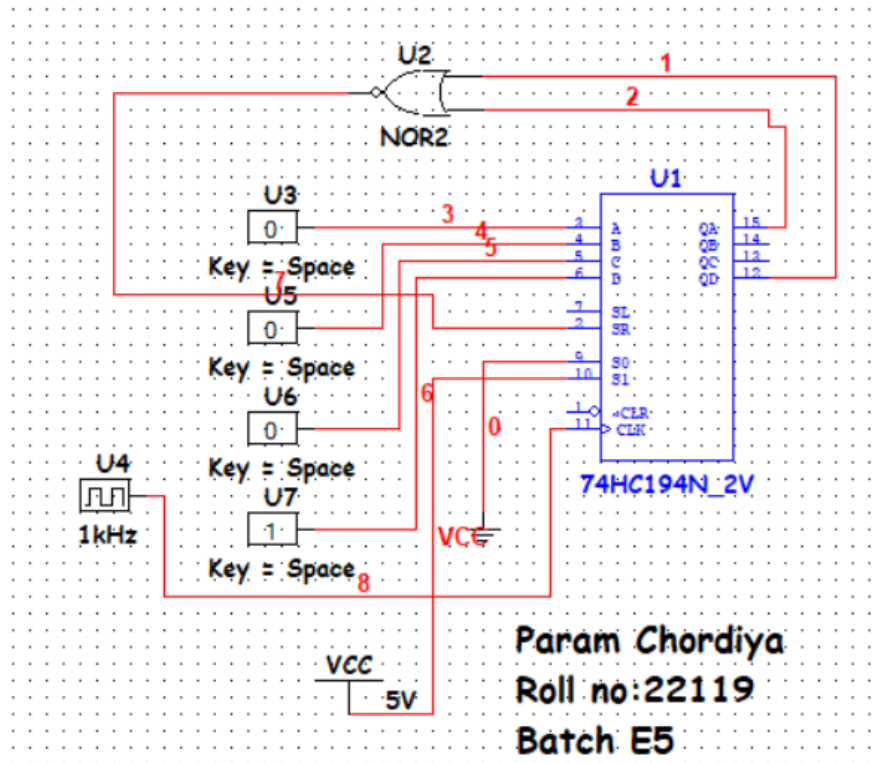 U2
1
2
NOR2
U1
U3
0
Key = Space
3
4
5
3 A QA 15
4 B QB 14
5 C QC 13
6 D QD 12
7 SL
2 SR
9 S0
10 S1
1 ~CLR
11 CLK
74HC194N_2V
7
U5
0
Key = Space
6
0
U6
0
Key = Space
U4
1kHz
U7
1
Key = Space
VCC
8
VCC
5V
Param Chordiya
Roll no:22119
Batch E5